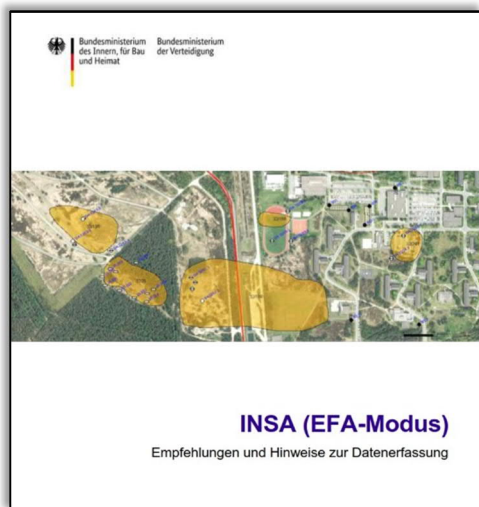 Bundesministerium
des Innern, für Bau
und Heimat
Bundesministerium
der Verteidigung
INSA (EFA-Modus)
Empfehlungen und Hinweise zur Datenerfassung